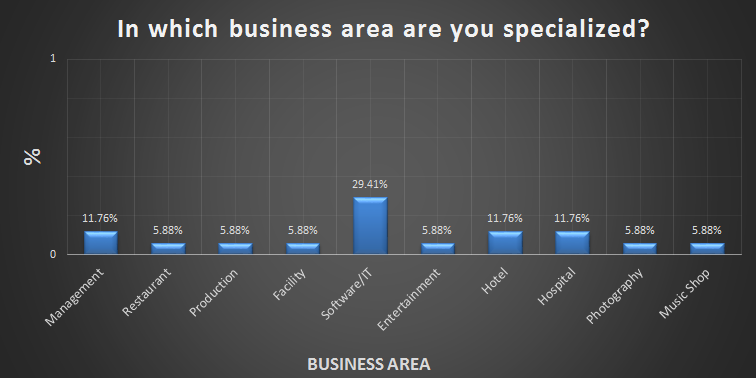 In which business area are you specialized?
1
%
29.41%
11.76%
5.88%
5.88%
5.88%
5.88%
11.76%
11.76%
5.88%
5.88%
0
Management
Restaurant
Production
Facility
Software/IT
Entertainment
Hotel
Hospital
Photography
Music Shop
BUSINESS AREA